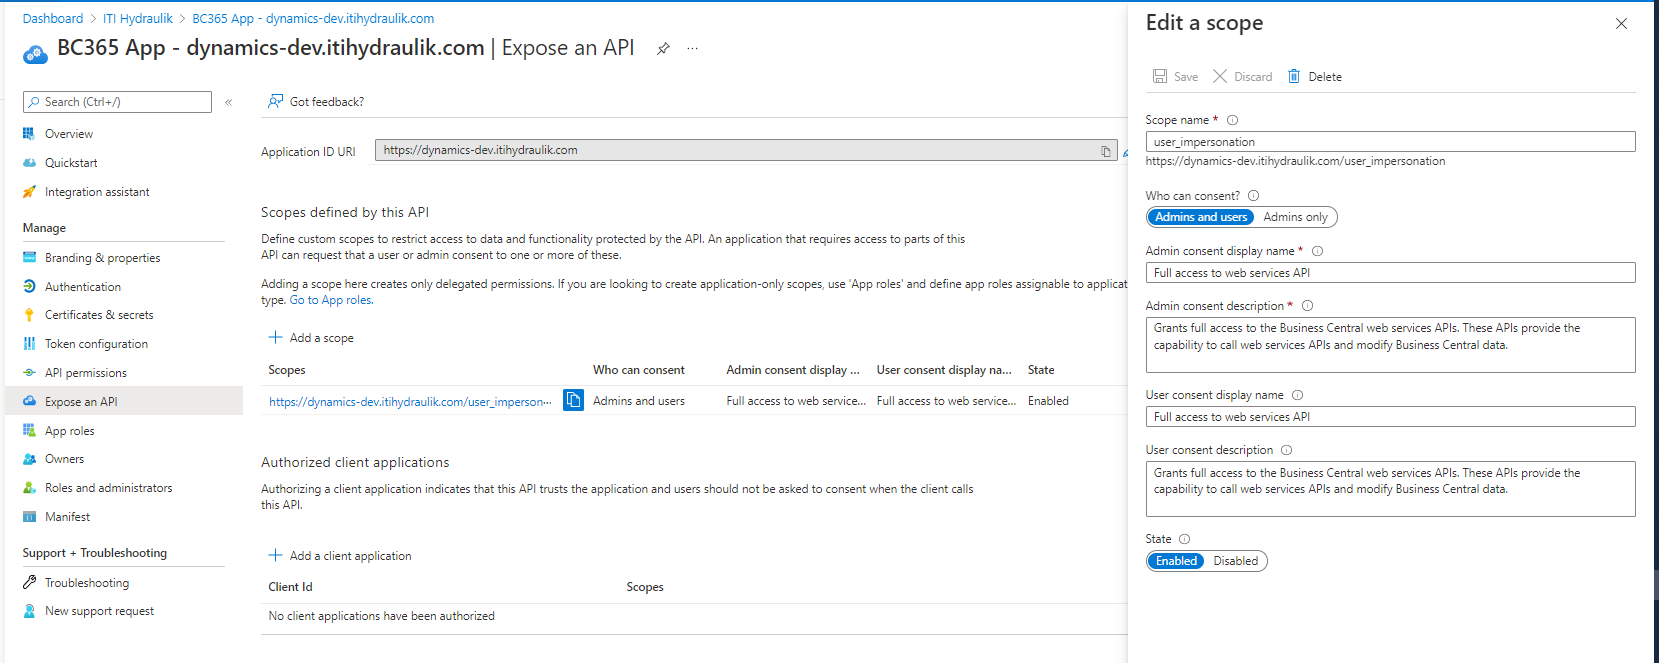 Dashboard > ITI Hydraulik > BC365 App - dynamics-dev.itihydraulik.com
BC365 App - dynamics-dev.itihydraulik.com | Expose an API
Search (Ctrl+/)
Overview
Quickstart
Integration assistant
Manage
Branding & properties
Authentication
Certificates & secrets
Token configuration
API permissions
Expose an API
App roles
Owners
Roles and administrators
Manifest
Support + Troubleshooting
Troubleshooting
New support request
Got feedback?
Application ID URI https://dynamics-dev.itihydraulik.com
Scopes defined by this API
Define custom scopes to restrict access to data and functionality protected by the API. An application that requires access to parts of this
API can request that a user or admin consent to one or more of these.
Adding a scope here creates only delegated permissions. If you are looking to create application-only scopes, use 'App roles' and define app roles assignable to applicat
type. Go to App roles.
Add a scope
Scopes Who can consent Admin consent display ... User consent display na... State
https://dynamics-dev.itihydraulik.com/user_imperson... Admins and users Full access to web service... Full access to web service... Enabled
Authorized client applications
Authorizing a client application indicates that this API trusts the application and users should not be asked to consent when the client calls
this API.
Add a client application
Client Id Scopes
No client applications have been authorized
Edit a scope
Save Discard Delete
Scope name *
user_impersonation
https://dynamics-dev.itihydraulik.com/user_impersonation
Who can consent?
Admins and users Admins only
Admin consent display name *
Full access to web services API
Admin consent description *
Grants full access to the Business Central web services APIs. These APIs provide the
capability to call web services APIs and modify Business Central data.
User consent display name
Full access to web services API
User consent description
Grants full access to the Business Central web services APIs. These APIs provide the
capability to call web services APIs and modify Business Central data.
State
Enabled Disabled